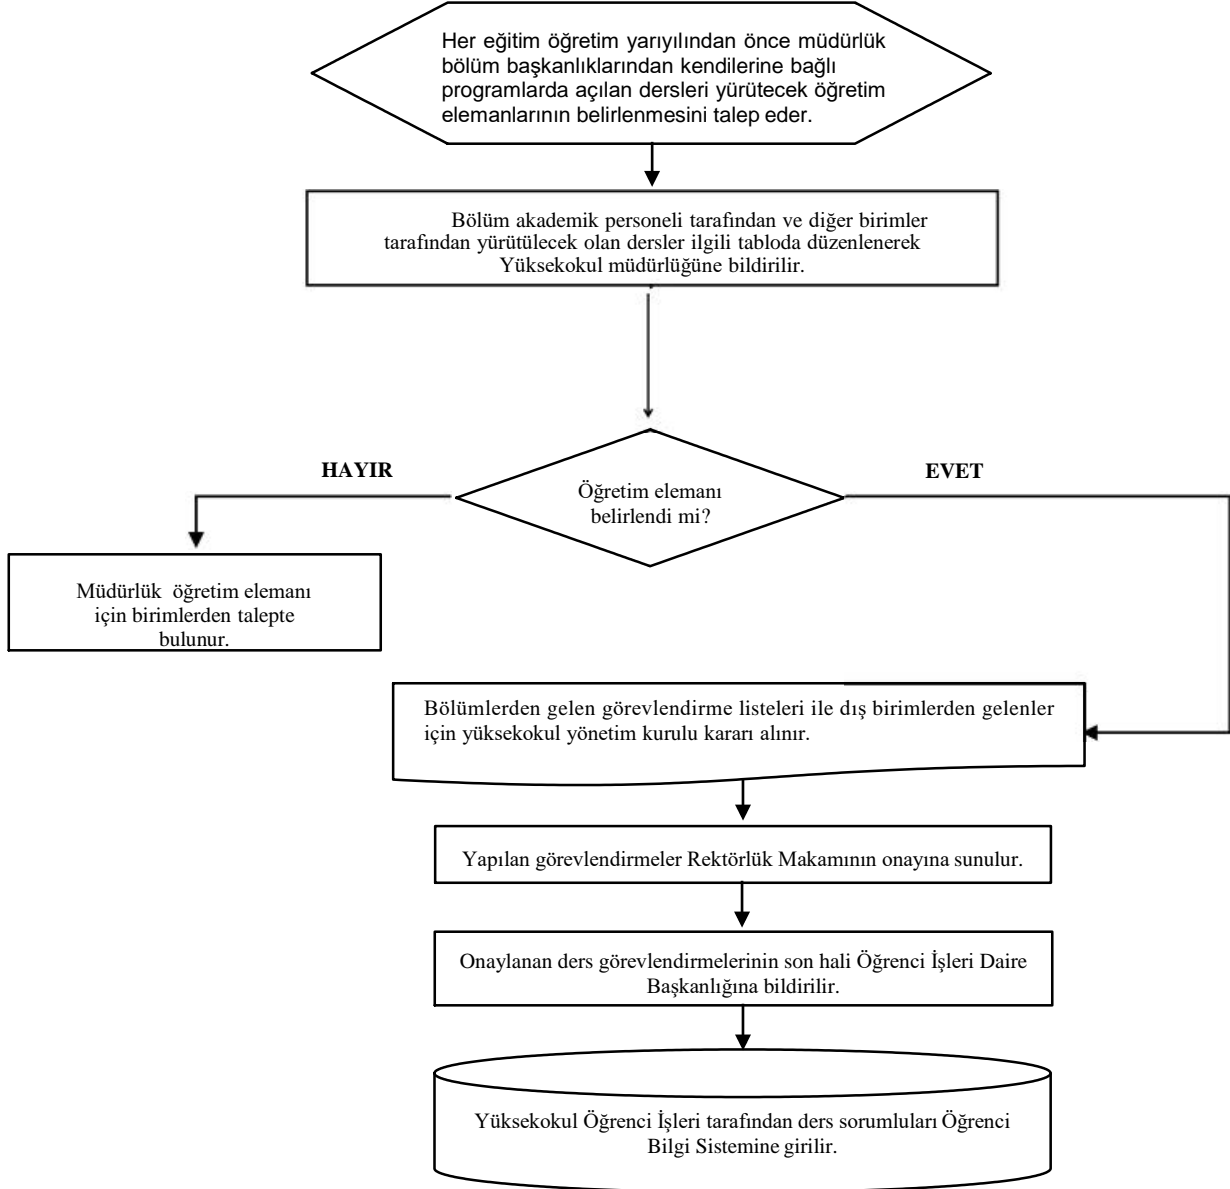 Her eğitim öğretim yarıyılından önce müdürlük
bölüm başkanlıklarından kendilerine bağlı
programlarda açılan dersleri yürütecek öğretim
elemanlarının belirlenmesini talep eder.
Bölüm akademik personeli tarafından ve diğer birimler
tarafından yürütülecek olan dersler ilgili tabloda düzenlenerek
Yüksekokul müdürlüğüne bildirilir.
HAYIR
EVET
Öğretim elemanı
belirlendi mi?
Müdürlük öğretim elemanı
için birimlerden talepte
bulunur.
Bölümlerden gelen görevlendirme listeleri ile dış birimlerden gelenler
için yüksekokul yönetim kurulu kararı alınır.
Yapılan görevlendirmeler Rektörlük Makamının onayına sunulur.
Onaylanan ders görevlendirmelerinin son hali Öğrenci İşleri Daire
Başkanlığına bildirilir.
Yüksekokul Öğrenci İşleri tarafından ders sorumluları Öğrenci
Bilgi Sistemine girilir.